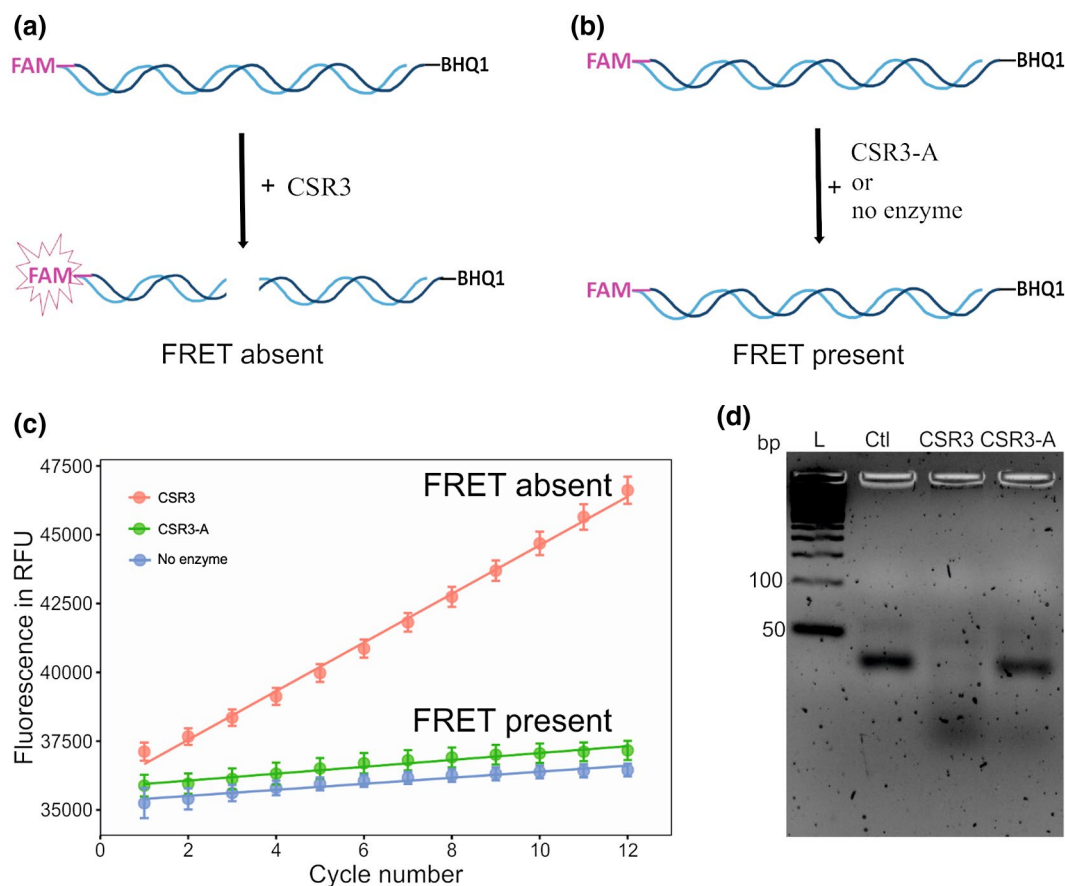 (a)
FAM
BHQ1
+ CSR3
FAM
BHQ1
FRET absent
(b)
FAM
BHQ1
CSR3-A
+ or
no enzyme
FAM
BHQ1
FRET present
(c)
Fluorescence in RFU
47500
45000
42500
40000
37500
35000
CSR3
CSR3-A
No enzyme
FRET absent
FRET present
0 2 4 6 8 10 12
Cycle number
(d)
bp L Ctl CSR3 CSR3-A
100
50